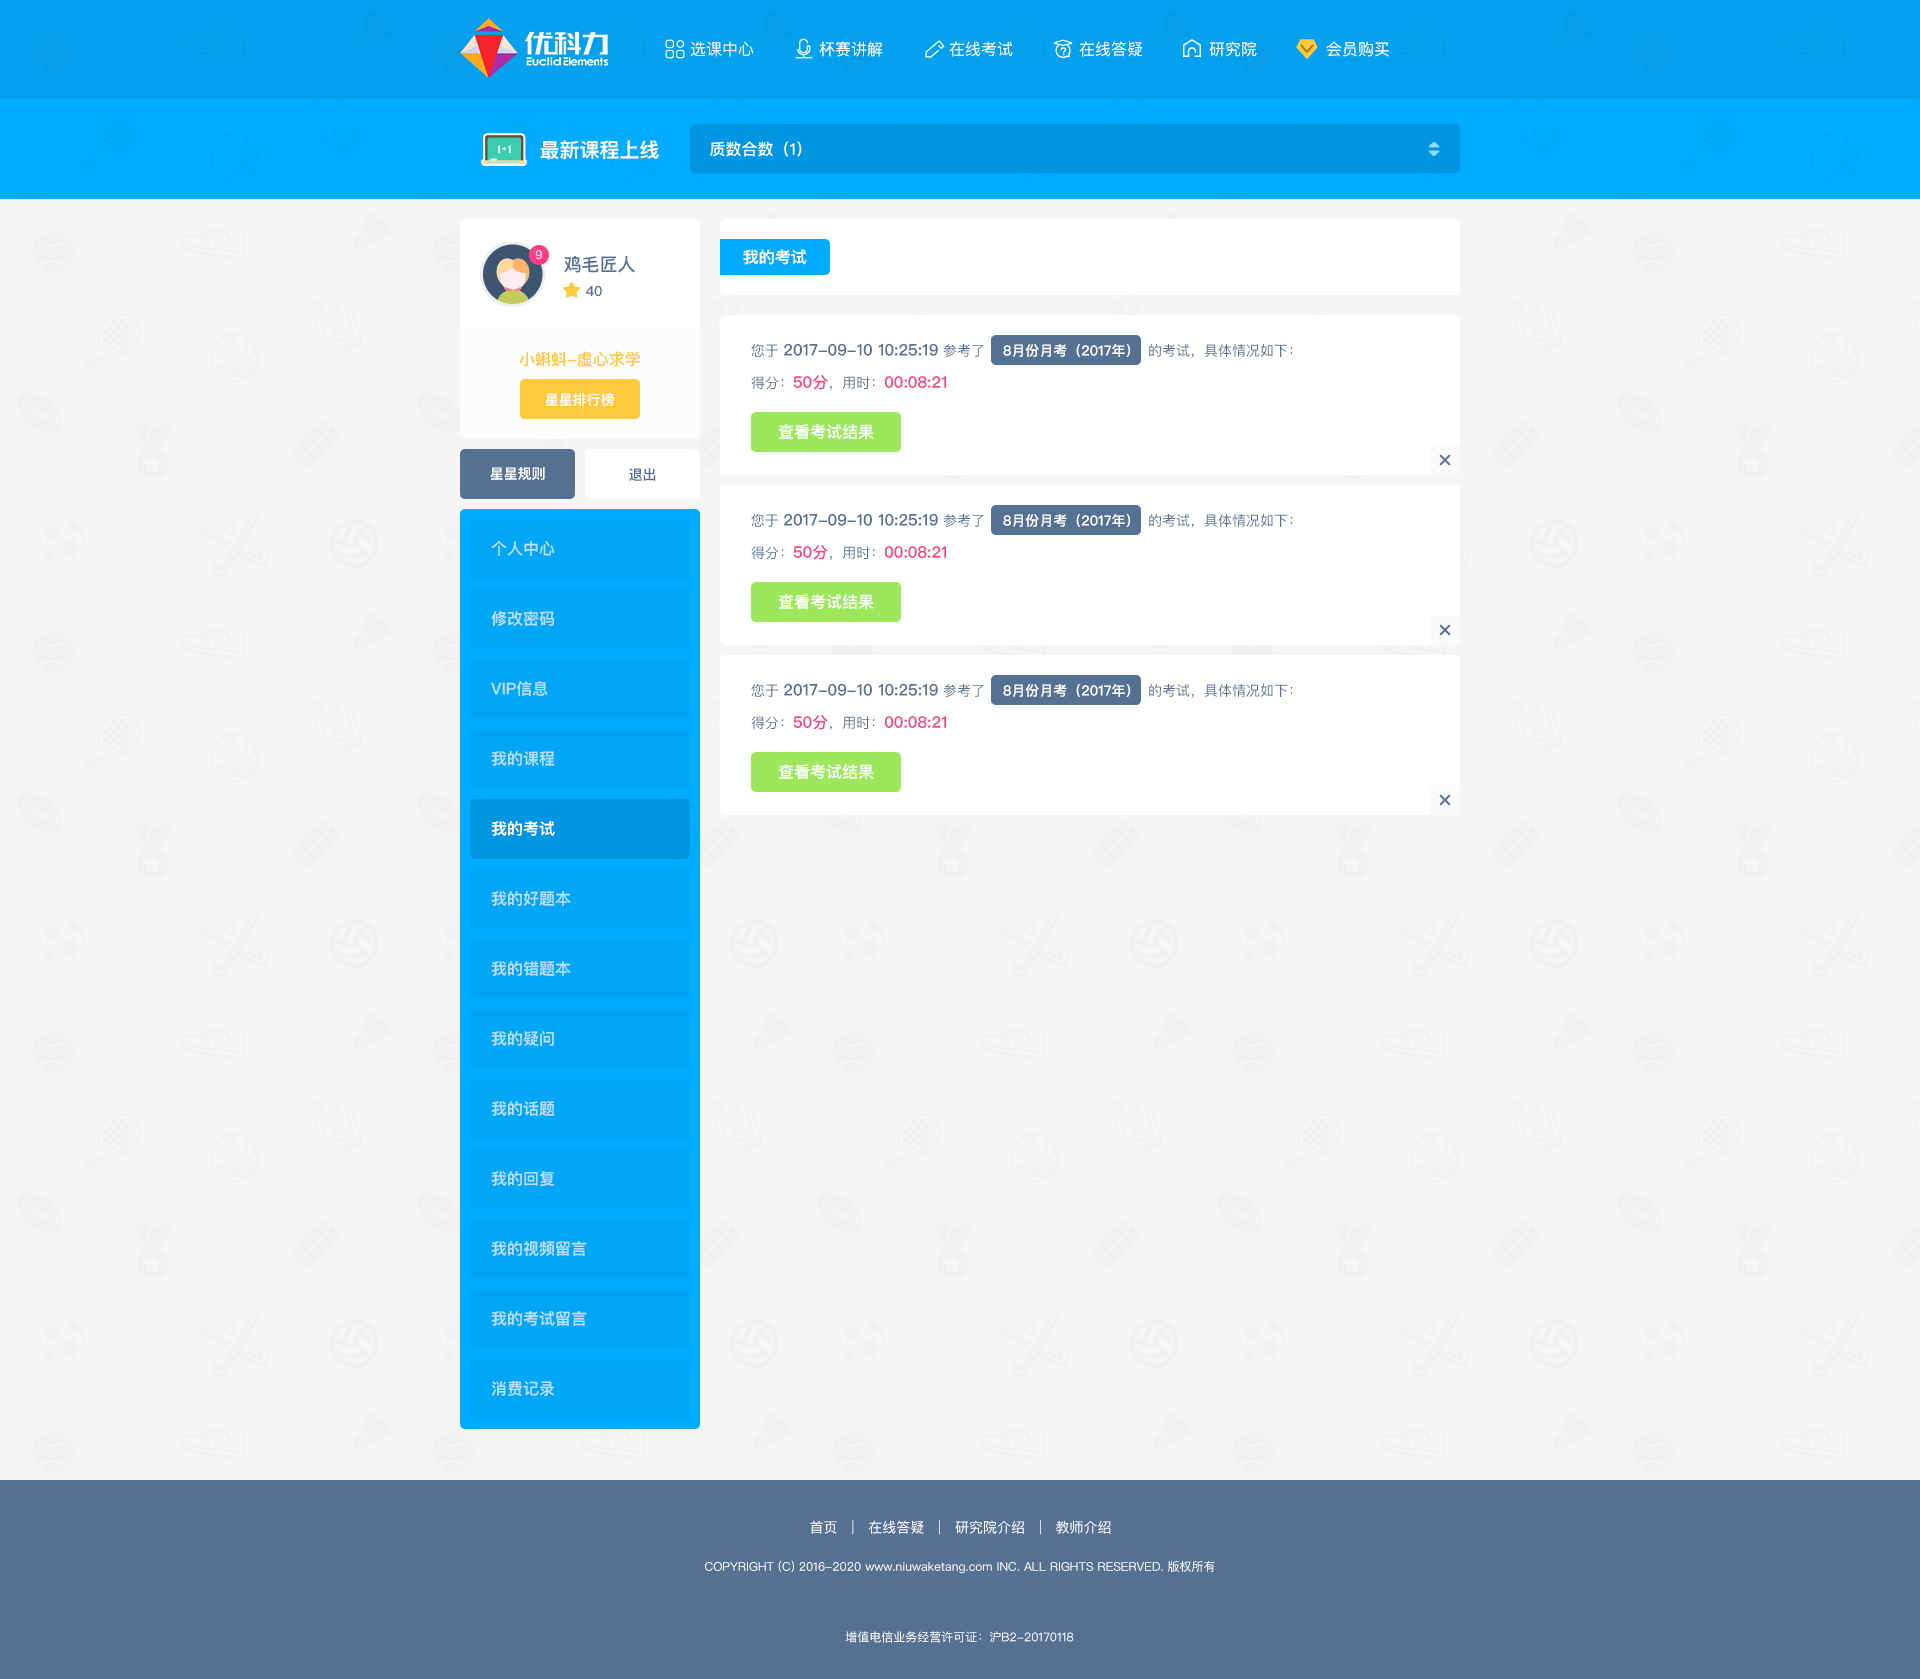 优科力
Euclid Elements
选课中心 杯赛讲解 在线考试 在线答疑 研究院 会员购买
1+1 最新课程上线 质数合数（1）
9
鸡毛匠人
40
小蝌蚪-虚心求学
星星排行榜
星星规则 退出
个人中心
修改密码
VIP信息
我的课程
我的考试
我的好题本
我的错题本
我的疑问
我的话题
我的回复
我的视频留言
我的考试留言
消费记录
我的考试
您于 2017-09-10 10:25:19 参考了 8月份月考（2017年） 的考试，具体情况如下：
得分：50分，用时：00:08:21
查看考试结果
您于 2017-09-10 10:25:19 参考了 8月份月考（2017年） 的考试，具体情况如下：
得分：50分，用时：00:08:21
查看考试结果
您于 2017-09-10 10:25:19 参考了 8月份月考（2017年） 的考试，具体情况如下：
得分：50分，用时：00:08:21
查看考试结果
首页 | 在线答疑 | 研究院介绍 | 教师介绍
COPYRIGHT (C) 2016-2020 www.niuwaketang.com INC. ALL RIGHTS RESERVED. 版权所有
增值电信业务经营许可证：沪B2-20170118